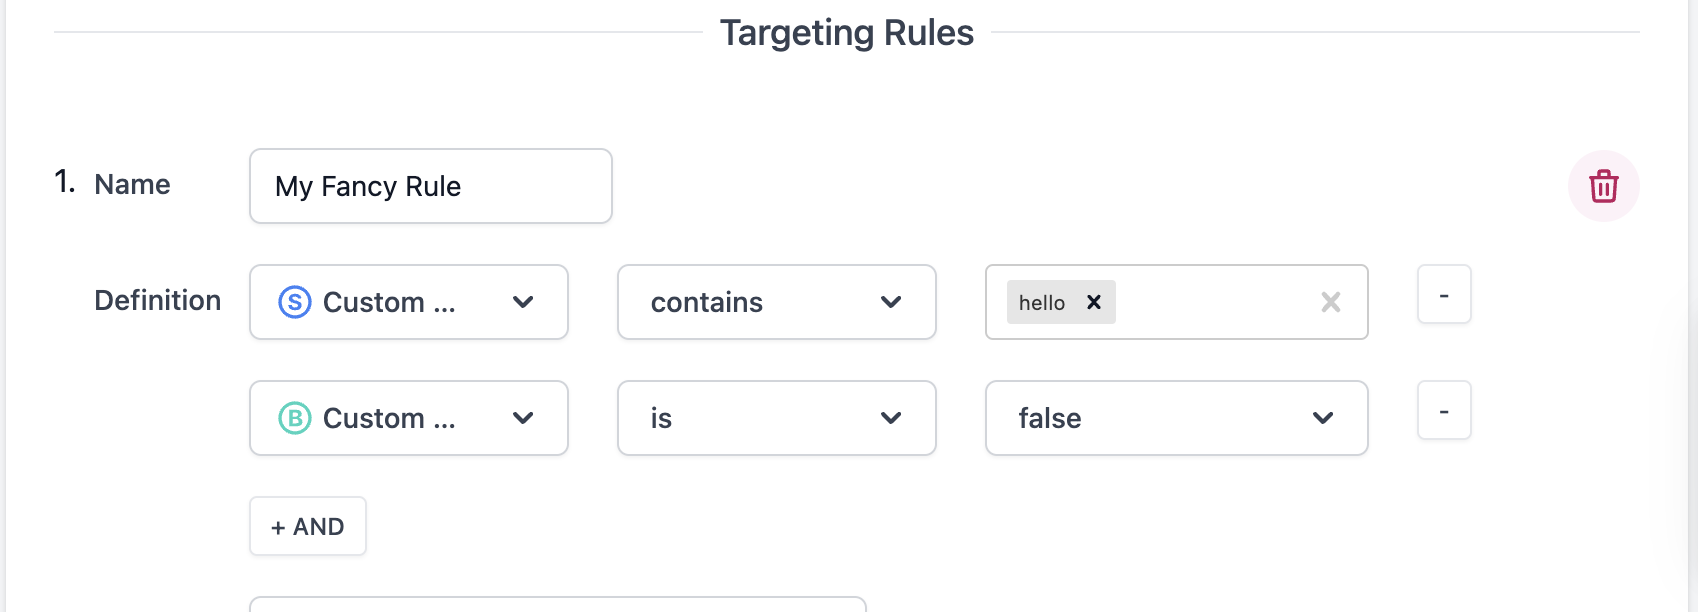 Targeting Rules
1. Name My Fancy Rule
Definition S Custom ... contains hello ×  ×  -
B Custom ... is false -
+ AND